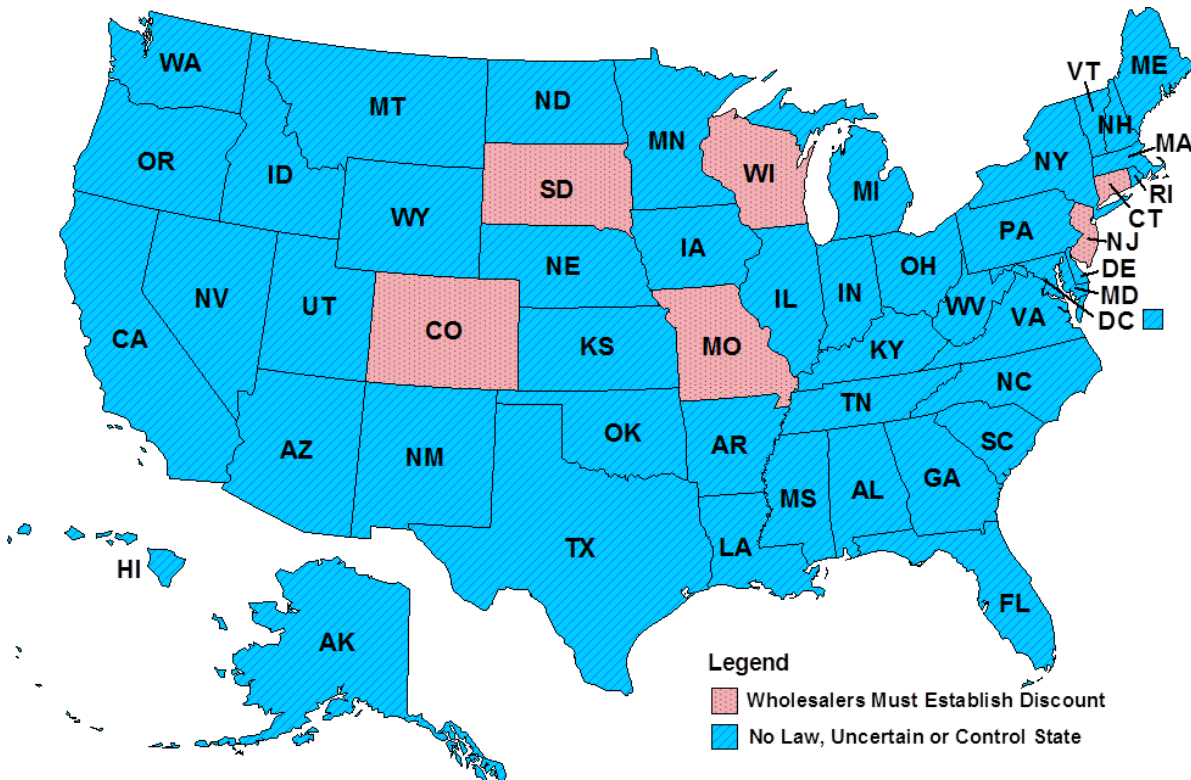 WA
VT
ME
MT
ND
MN
NH
MA
OR
ID
SD
WI
NY
MI
RI
CT
WY
IA
PA
NJ
NE
OH
DE
NV
UT
IL
IN
MD
CA
CO
KS
MO
WV
VA
DC
KY
NC
AZ
NM
OK
AR
TN
SC
MS
AL
GA
TX
LA
HI
FL
AK
Legend
Wholesalers Must Establish Discount
No Law, Uncertain or Control State